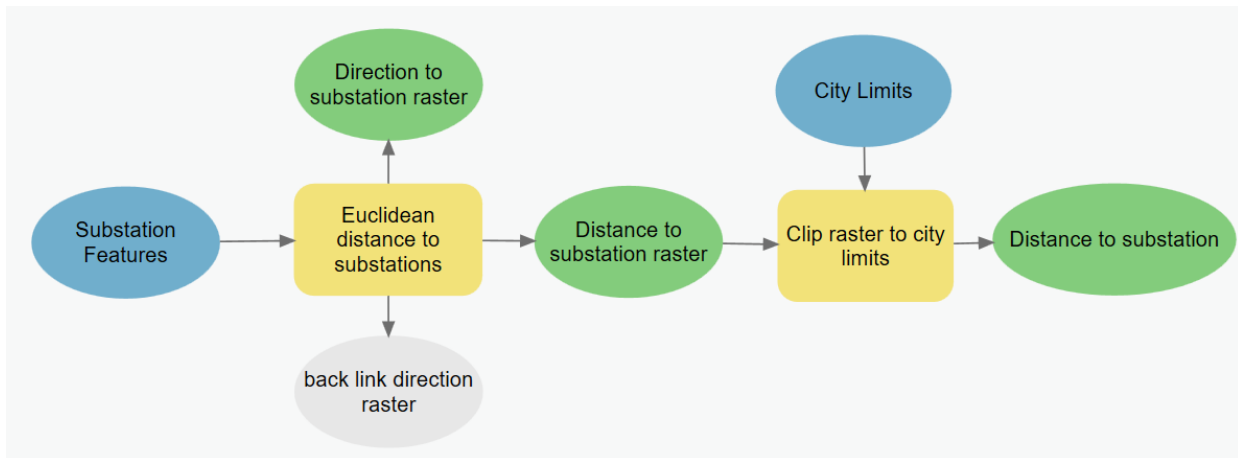 Direction to
substation raster
City Limits
Substation
Features
Euclidean
distance to
substations
Distance to
substation raster
Clip raster to city
limits
Distance to substation
back link direction
raster